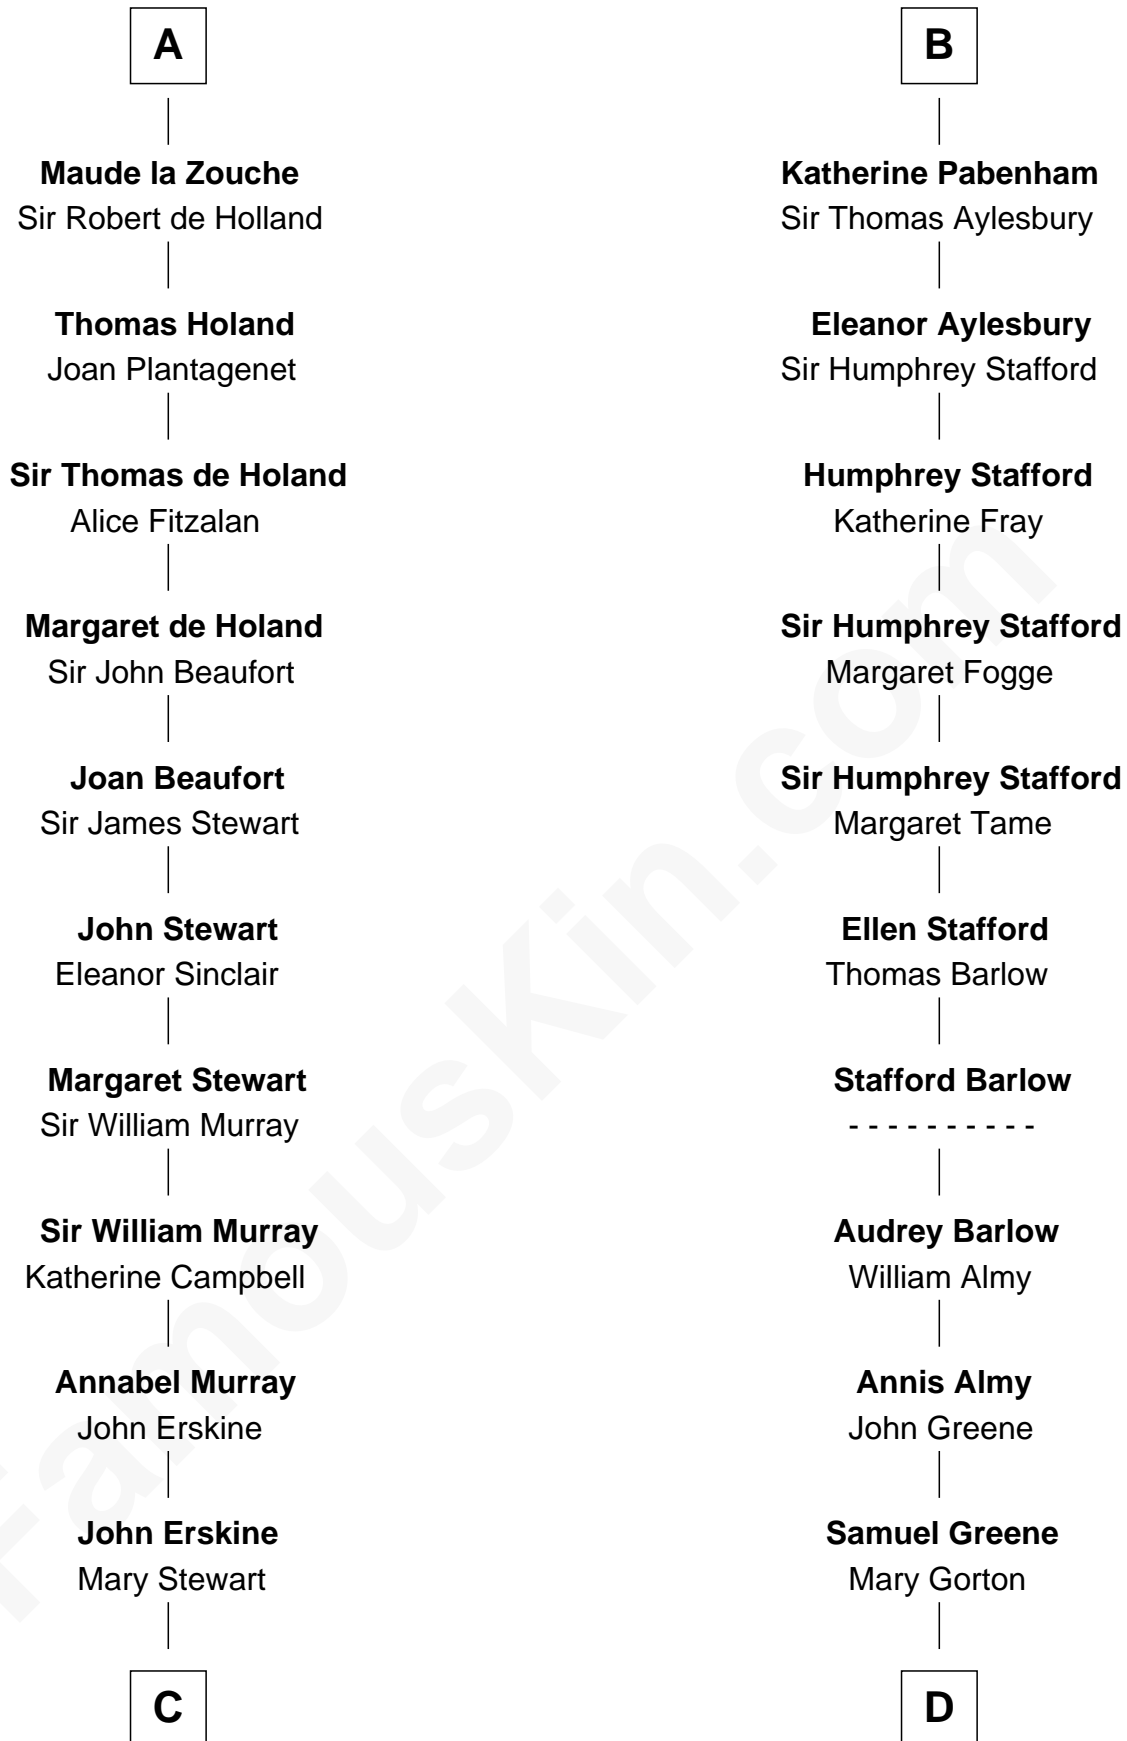 A
Maude la Zouche
Sir Robert de Holland
Thomas Holand
Joan Plantagenet
Sir Thomas de Holand
Alice Fitzalan
Margaret de Holand
Sir John Beaufort
Joan Beaufort
Sir James Stewart
John Stewart
Eleanor Sinclair
Margaret Stewart
Sir William Murray
Sir William Murray
Katherine Campbell
Annabel Murray
John Erskine
John Erskine
Mary Stewart
C
B
Katherine Pabenham
Sir Thomas Aylesbury
Eleanor Aylesbury
Sir Humphrey Stafford
Humphrey Stafford
Katherine Fray
Sir Humphrey Stafford
Margaret Fogge
Sir Humphrey Stafford
Margaret Tame
Ellen Stafford
Thomas Barlow
Stafford Barlow
- - - - - - - - - -
Audrey Barlow
William Almy
Annis Almy
John Greene
Samuel Greene
Mary Gorton
D
FamousKin.com